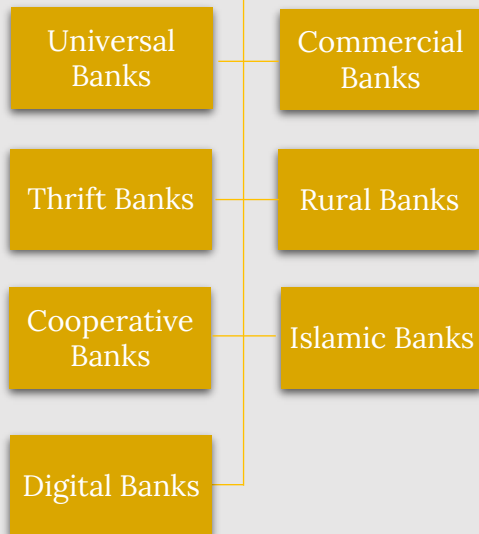 Universal
Banks
Commercial
Banks
Thrift Banks
Rural Banks
Cooperative
Banks
Islamic Banks
Digital Banks